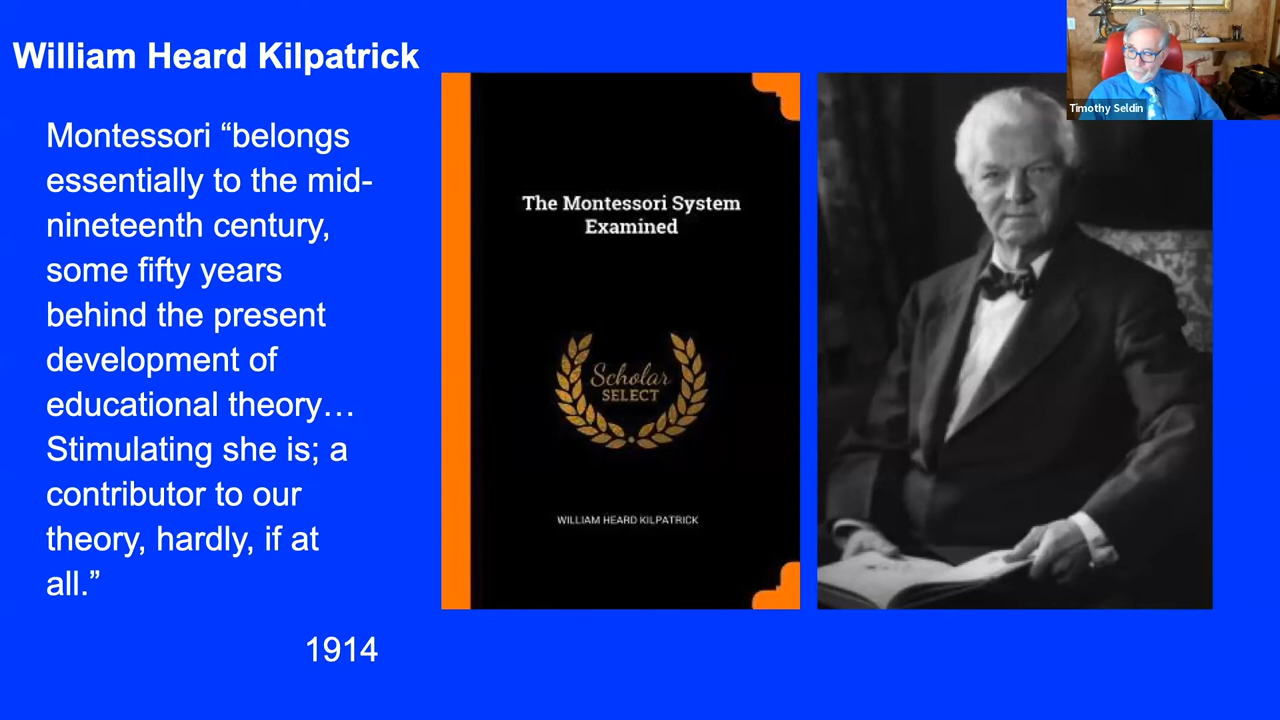 William Heard Kilpatrick
Montessori “belongs
essentially to the mid-
nineteenth century,
some fifty years
behind the present
development of
educational theory…
Stimulating she is; a
contributor to our
theory, hardly, if at
all.”
1914
The Montessori System
Examined
Scholar
SELECT
WILLIAM HEARD KILPATRICK
Timothy Seldin